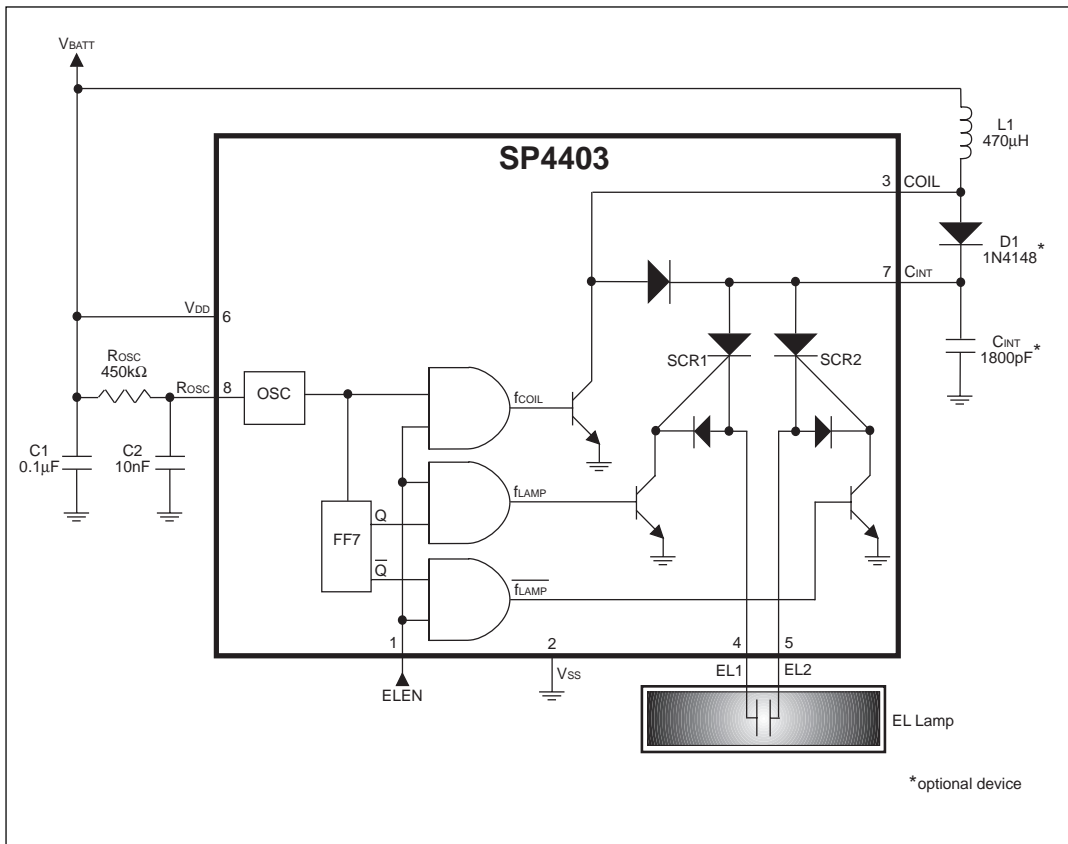 VBATT
L1
470μH
SP4403
3 COIL
D1
1N4148*
7 CINT
VDD
6
SCR1
SCR2
CINT*
1800pF
ROSC
450kΩ
ROSC
8
OSC
fCOIL
C1
0.1μF
C2
10nF
fLAMP
Q
FF7
Q̅
f̅L̅A̅M̅P̅
1
2
4
5
VSS
EL1
EL2
ELEN
EL Lamp
*optional device